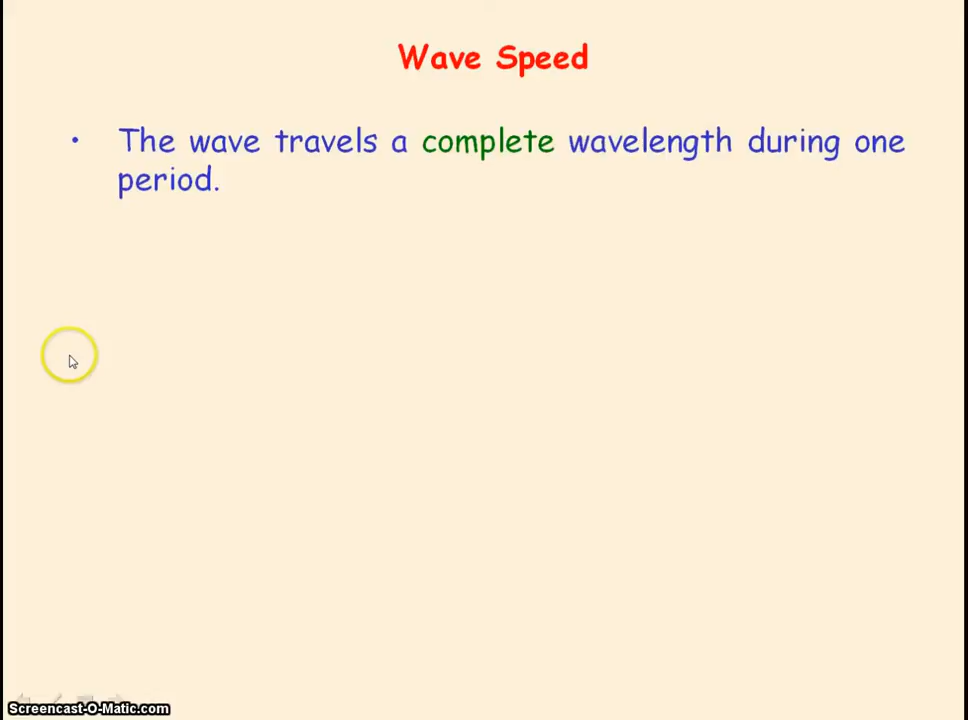 Wave Speed
• The wave travels a complete wavelength during one
period.
Screencast-O-Matic.com